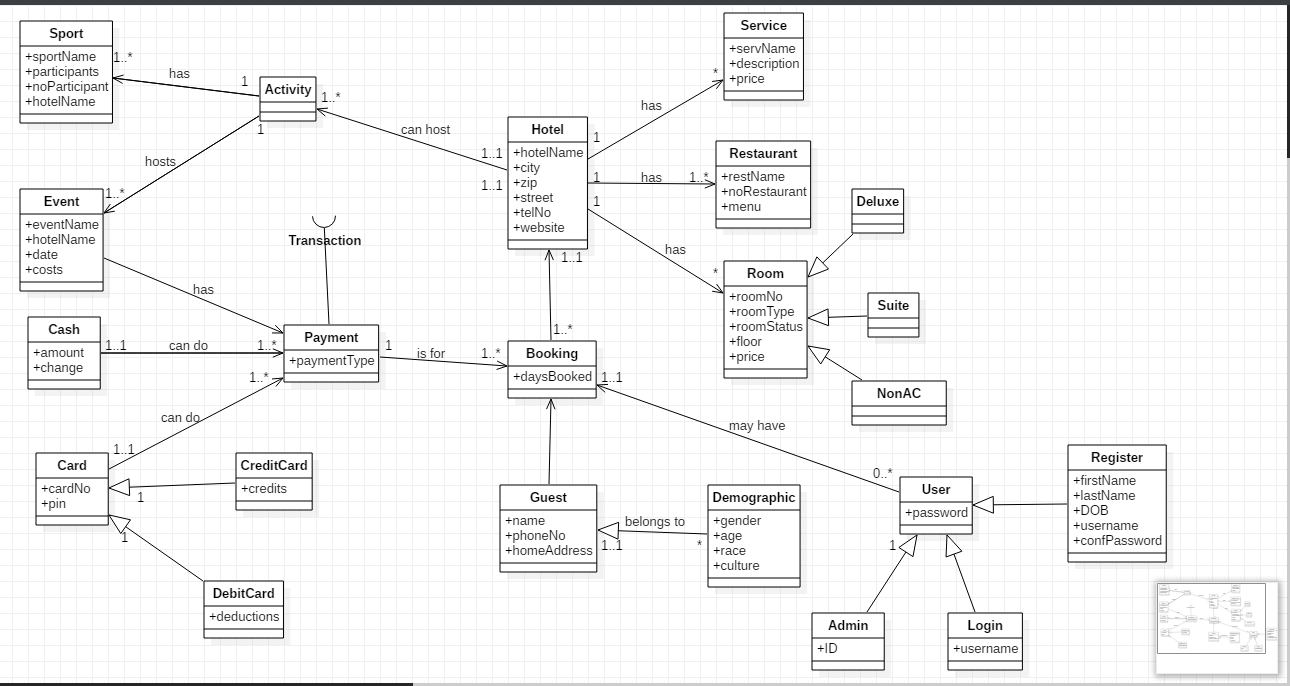 Sport
+sportName
+participants
+noParticipant
+hotelName
1..*
has
1
Activity
1..*
1
can host
hosts
1..*
Event
+eventName
+hotelName
+date
+costs
has
Transaction
Hotel
+hotelName
+city
+zip
+street
+telNo
+website
1..1
1..1
1
1
1
has
*
Service
+servName
+description
+price
has
1..*
Restaurant
+restName
+noRestaurant
+menu
has
*
Room
+roomNo
+roomType
+roomStatus
+floor
+price
Deluxe
Suite
NonAC
1..1
1..*
Cash
+amount
+change
1..1
can do
1..*
Payment
+paymentType
1
is for
1..*
Booking
+daysBooked
1..1
may have
0..*
1..*
can do
1..1
Card
+cardNo
+pin
1
CreditCard
+credits
1
DebitCard
+deductions
Guest
+name
+phoneNo
+homeAddress
belongs to
1..1
*
Demographic
+gender
+age
+race
+culture
User
+password
1
Register
+firstName
+lastName
+DOB
+username
+confPassword
Admin
+ID
Login
+username